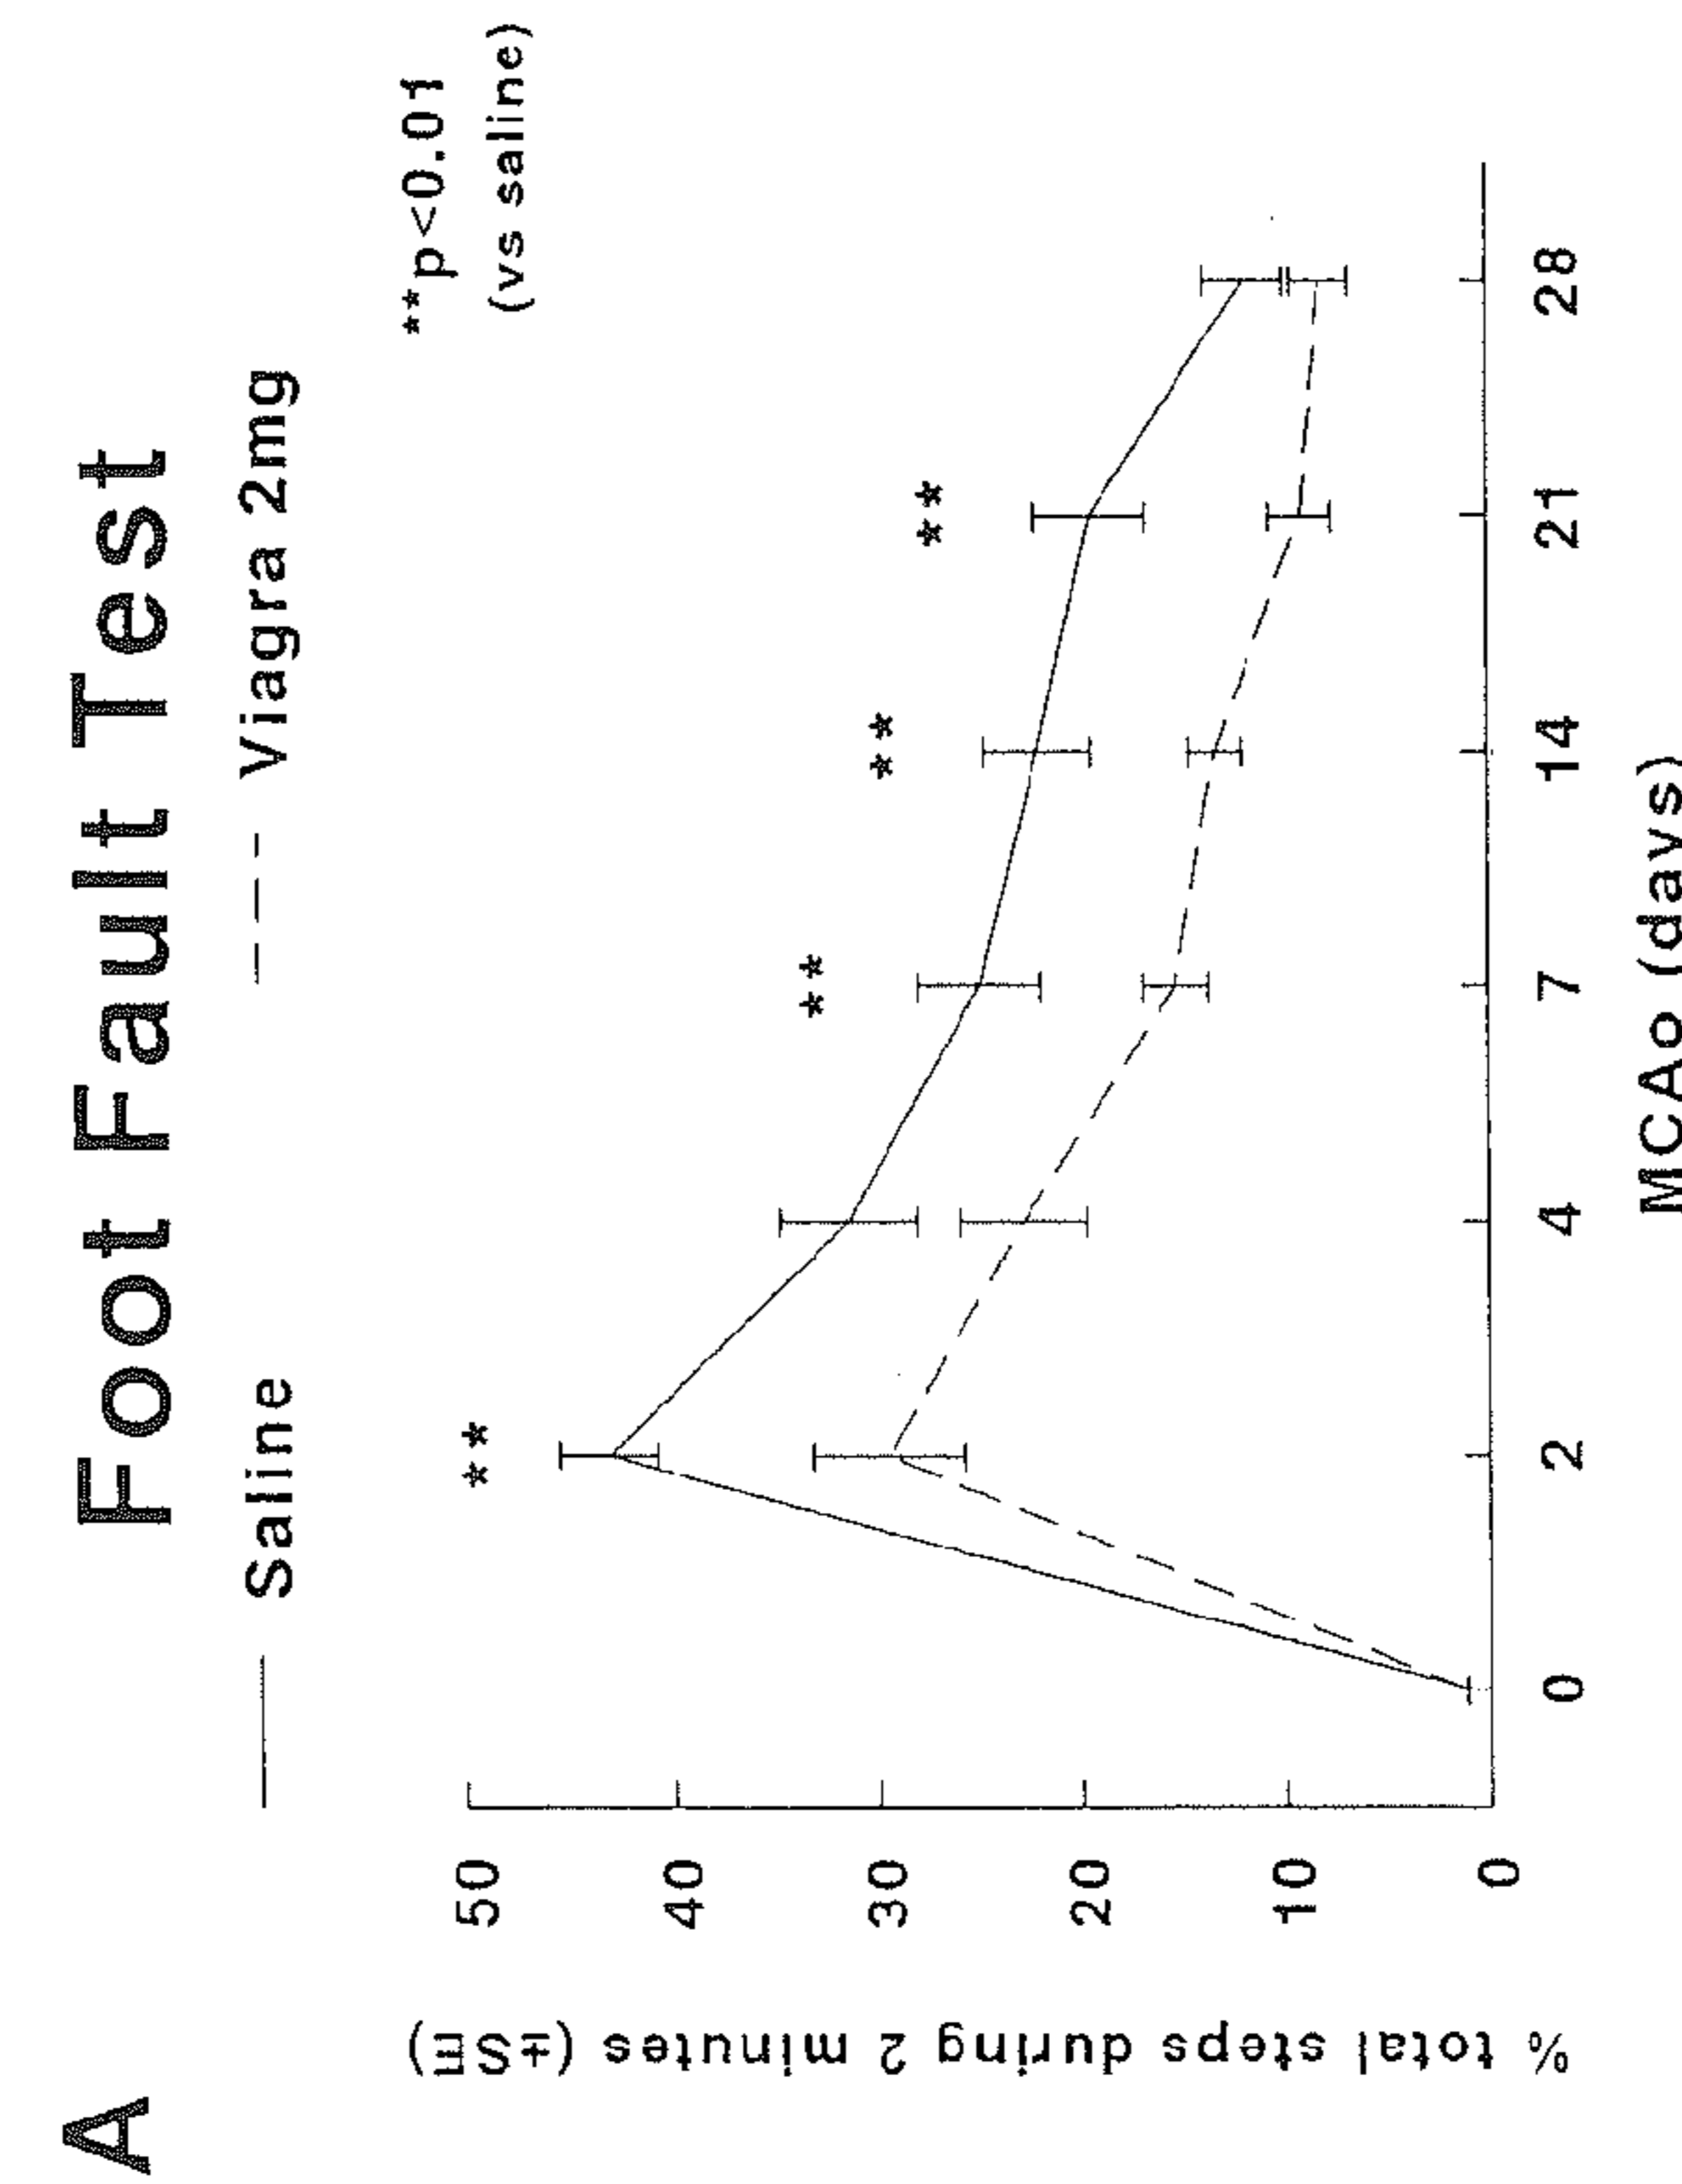 A
Foot Fault Test
Saline
Viagra 2mg
**p<0.01
(vs saline)
**
**
**
**
% total steps during 2 minutes (±SE)
50
40
30
20
10
0
0 2 4 7 14 21 28
MCAo (days)